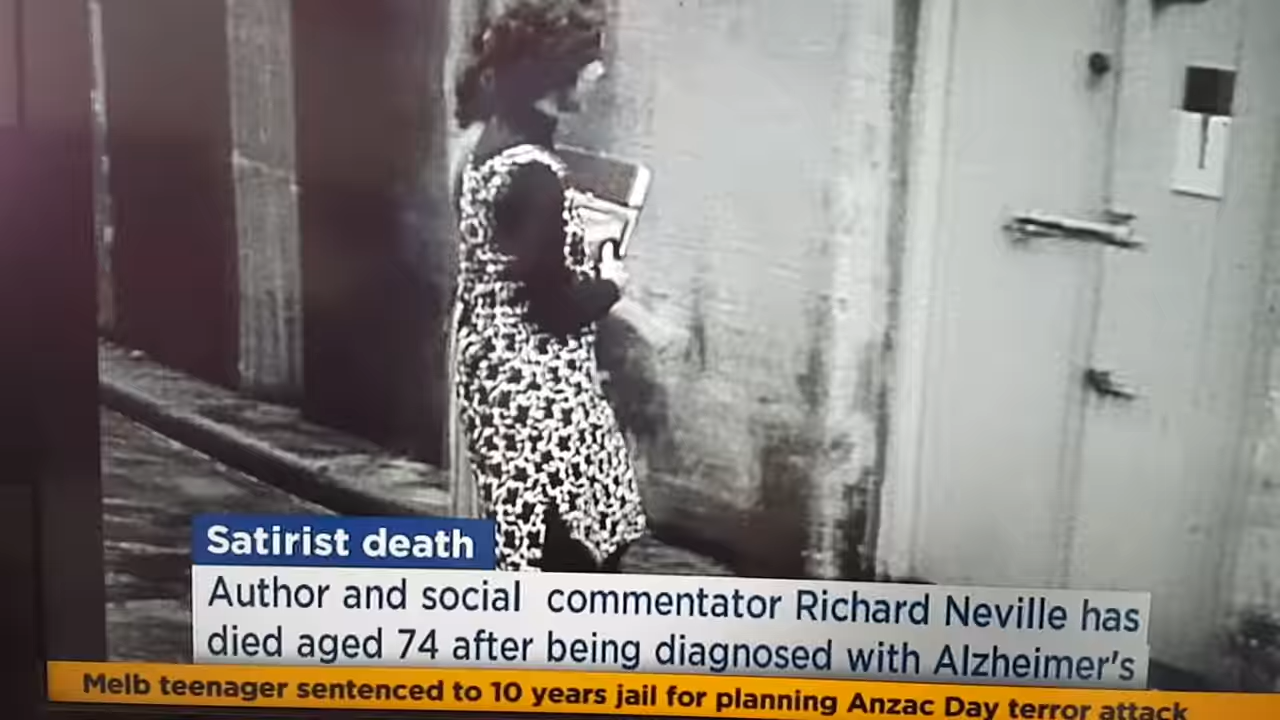 Satirist death
Author and social commentator Richard Neville has
died aged 74 after being diagnosed with Alzheimer's
Melb teenager sentenced to 10 years jail for planning Anzac Day terror attack